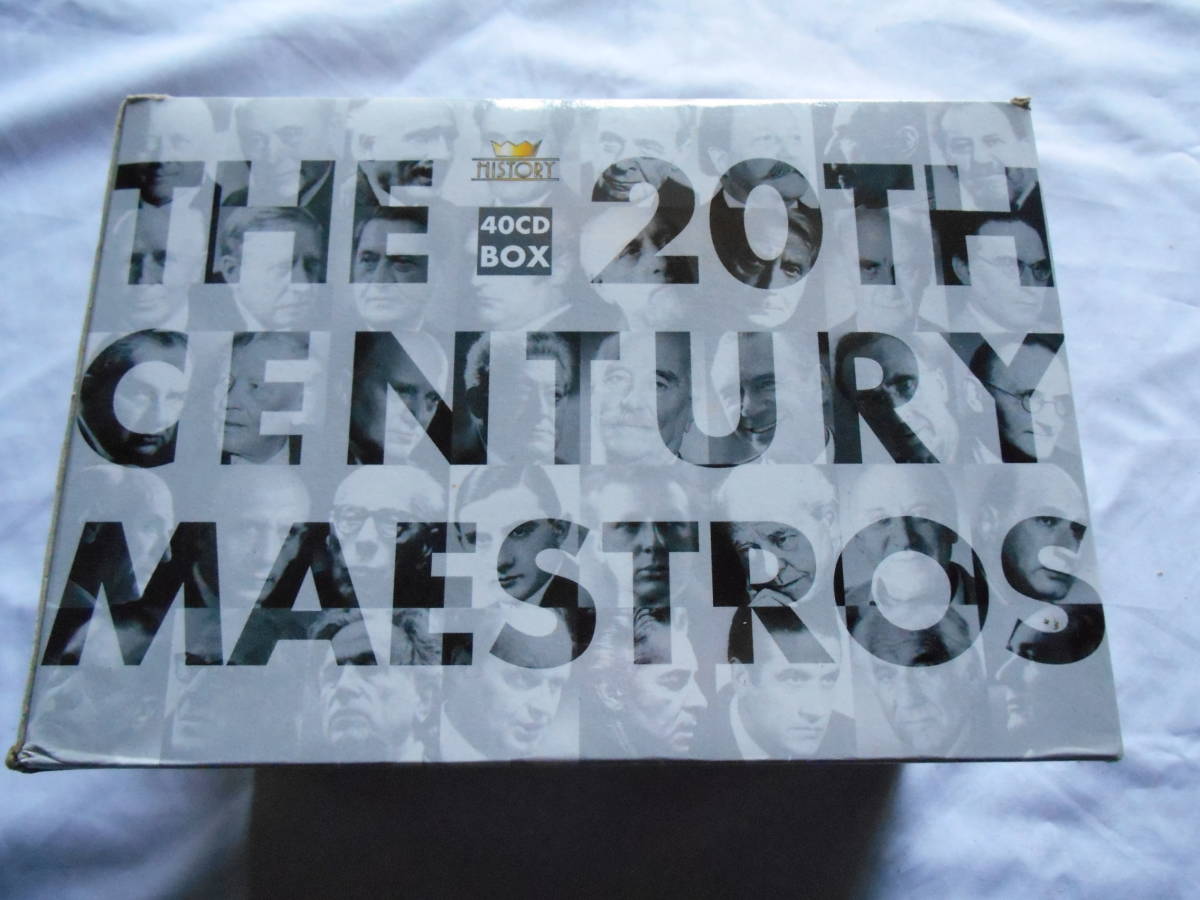 HISTORY
40CD
BOX
THE 20TH
CENTURY
MAESTROS